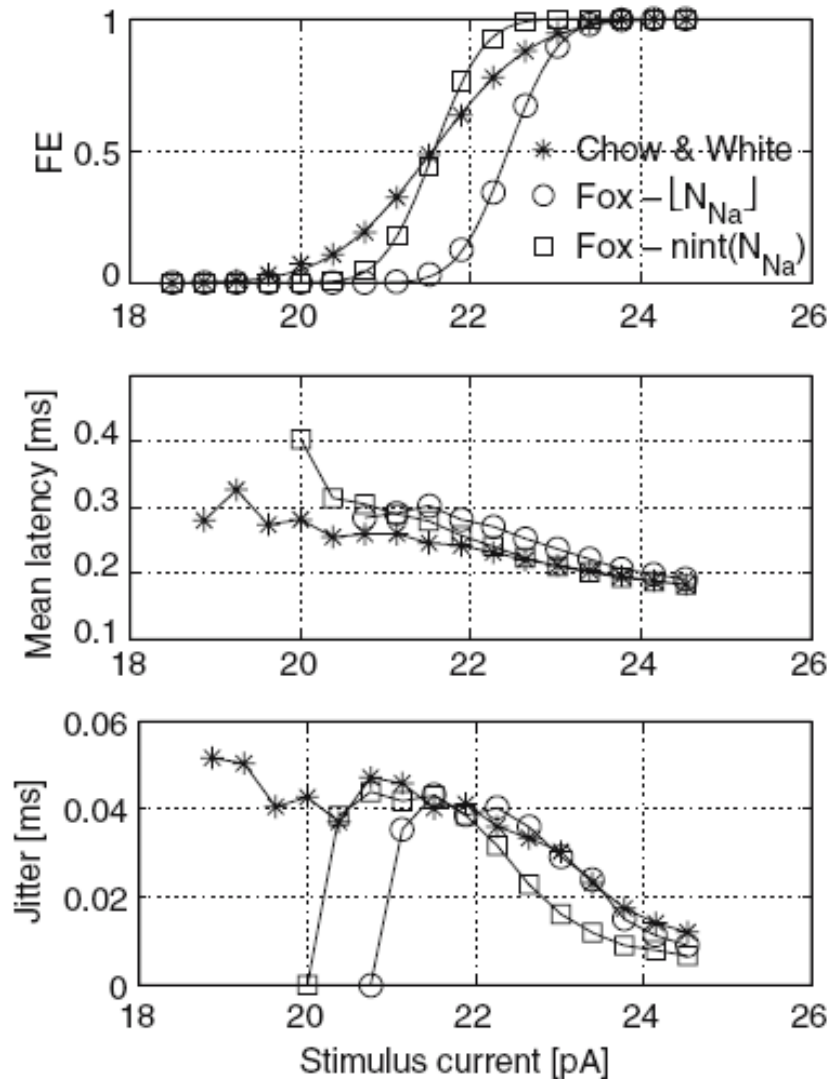 1
0.5
0
FE
Chow & White
Fox – ⌊N_Na⌋
Fox – nint(N_Na)
18 20 22 24 26
0.4
0.3
0.2
0.1
Mean latency [ms]
18 20 22 24 26
0.06
0.04
0.02
0
Jitter [ms]
18 20 22 24 26
Stimulus current [pA]